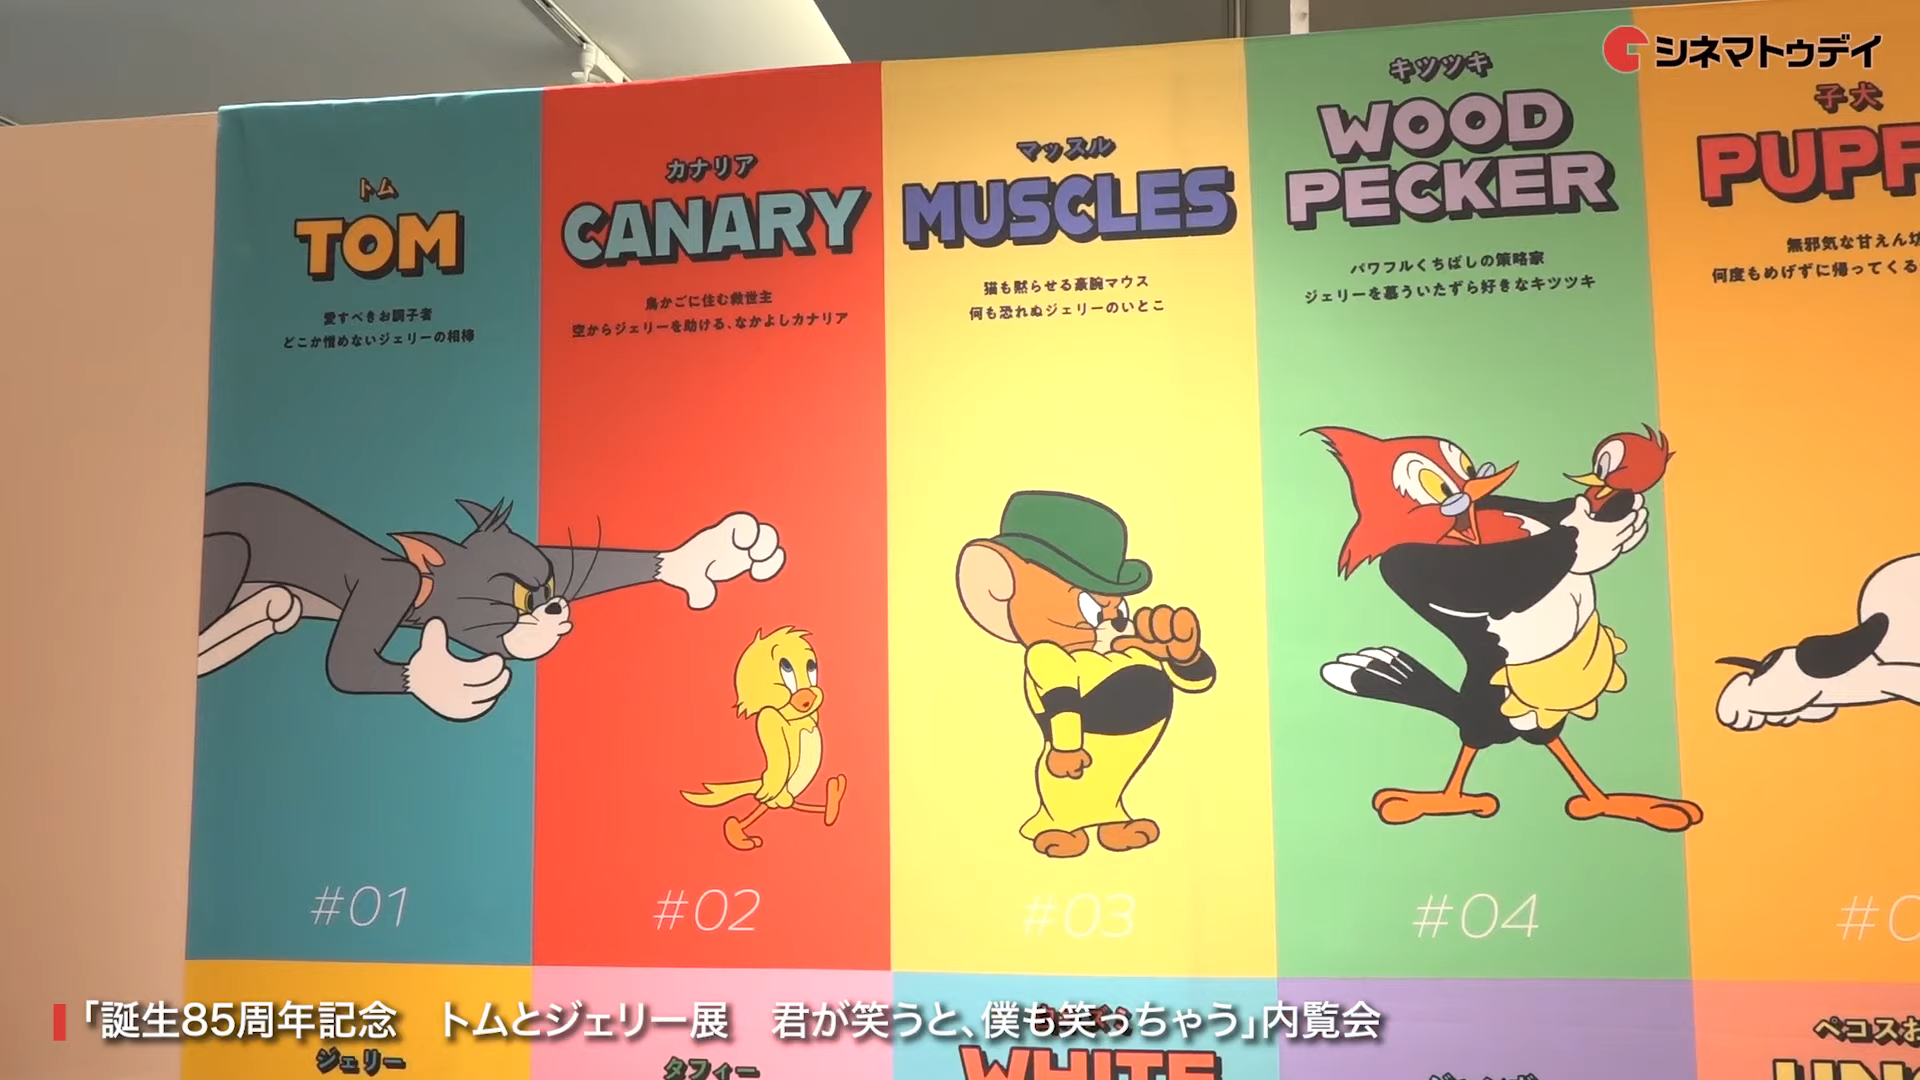 シネマトゥデイ
トム
TOM
愛すべきお調子者
どこか憎めないジェリーの相棒
#01
カナリア
CANARY
鳥かごに住む救世主
空からジェリーを助ける、なかよしカナリア
#02
マッスル
MUSCLES
猫も黙らせる豪腕マウス
何も恐れぬジェリーのいとこ
#03
キツツキ
WOOD
PECKER
パワフルくちばしの策略家
ジェリーを慕ういたずら好きなキツツキ
#04
子犬
PUPP
無邪気な甘えん坊
何度もめげずに帰ってくる
#0
「誕生85周年記念　トムとジェリー展　君が笑うと、僕も笑っちゃう」内覧会
ジェリー
タフィー
WHITE
ペコスお